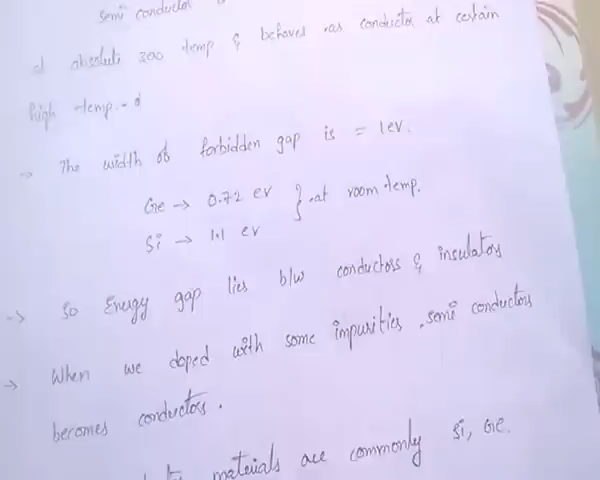 semi conductor
at absolute zero temp & behaves as conductor at certain
high temp.
→ The width of forbidden gap is = 1ev.
Ge → 0.72 ev } at room temp.
Si → 1.1 ev
→ so Energy gap lies b/w conductors & insulators
→ When we doped with some impurities, semi conductors
becomes conductors.
materials are commonly Si, Ge.